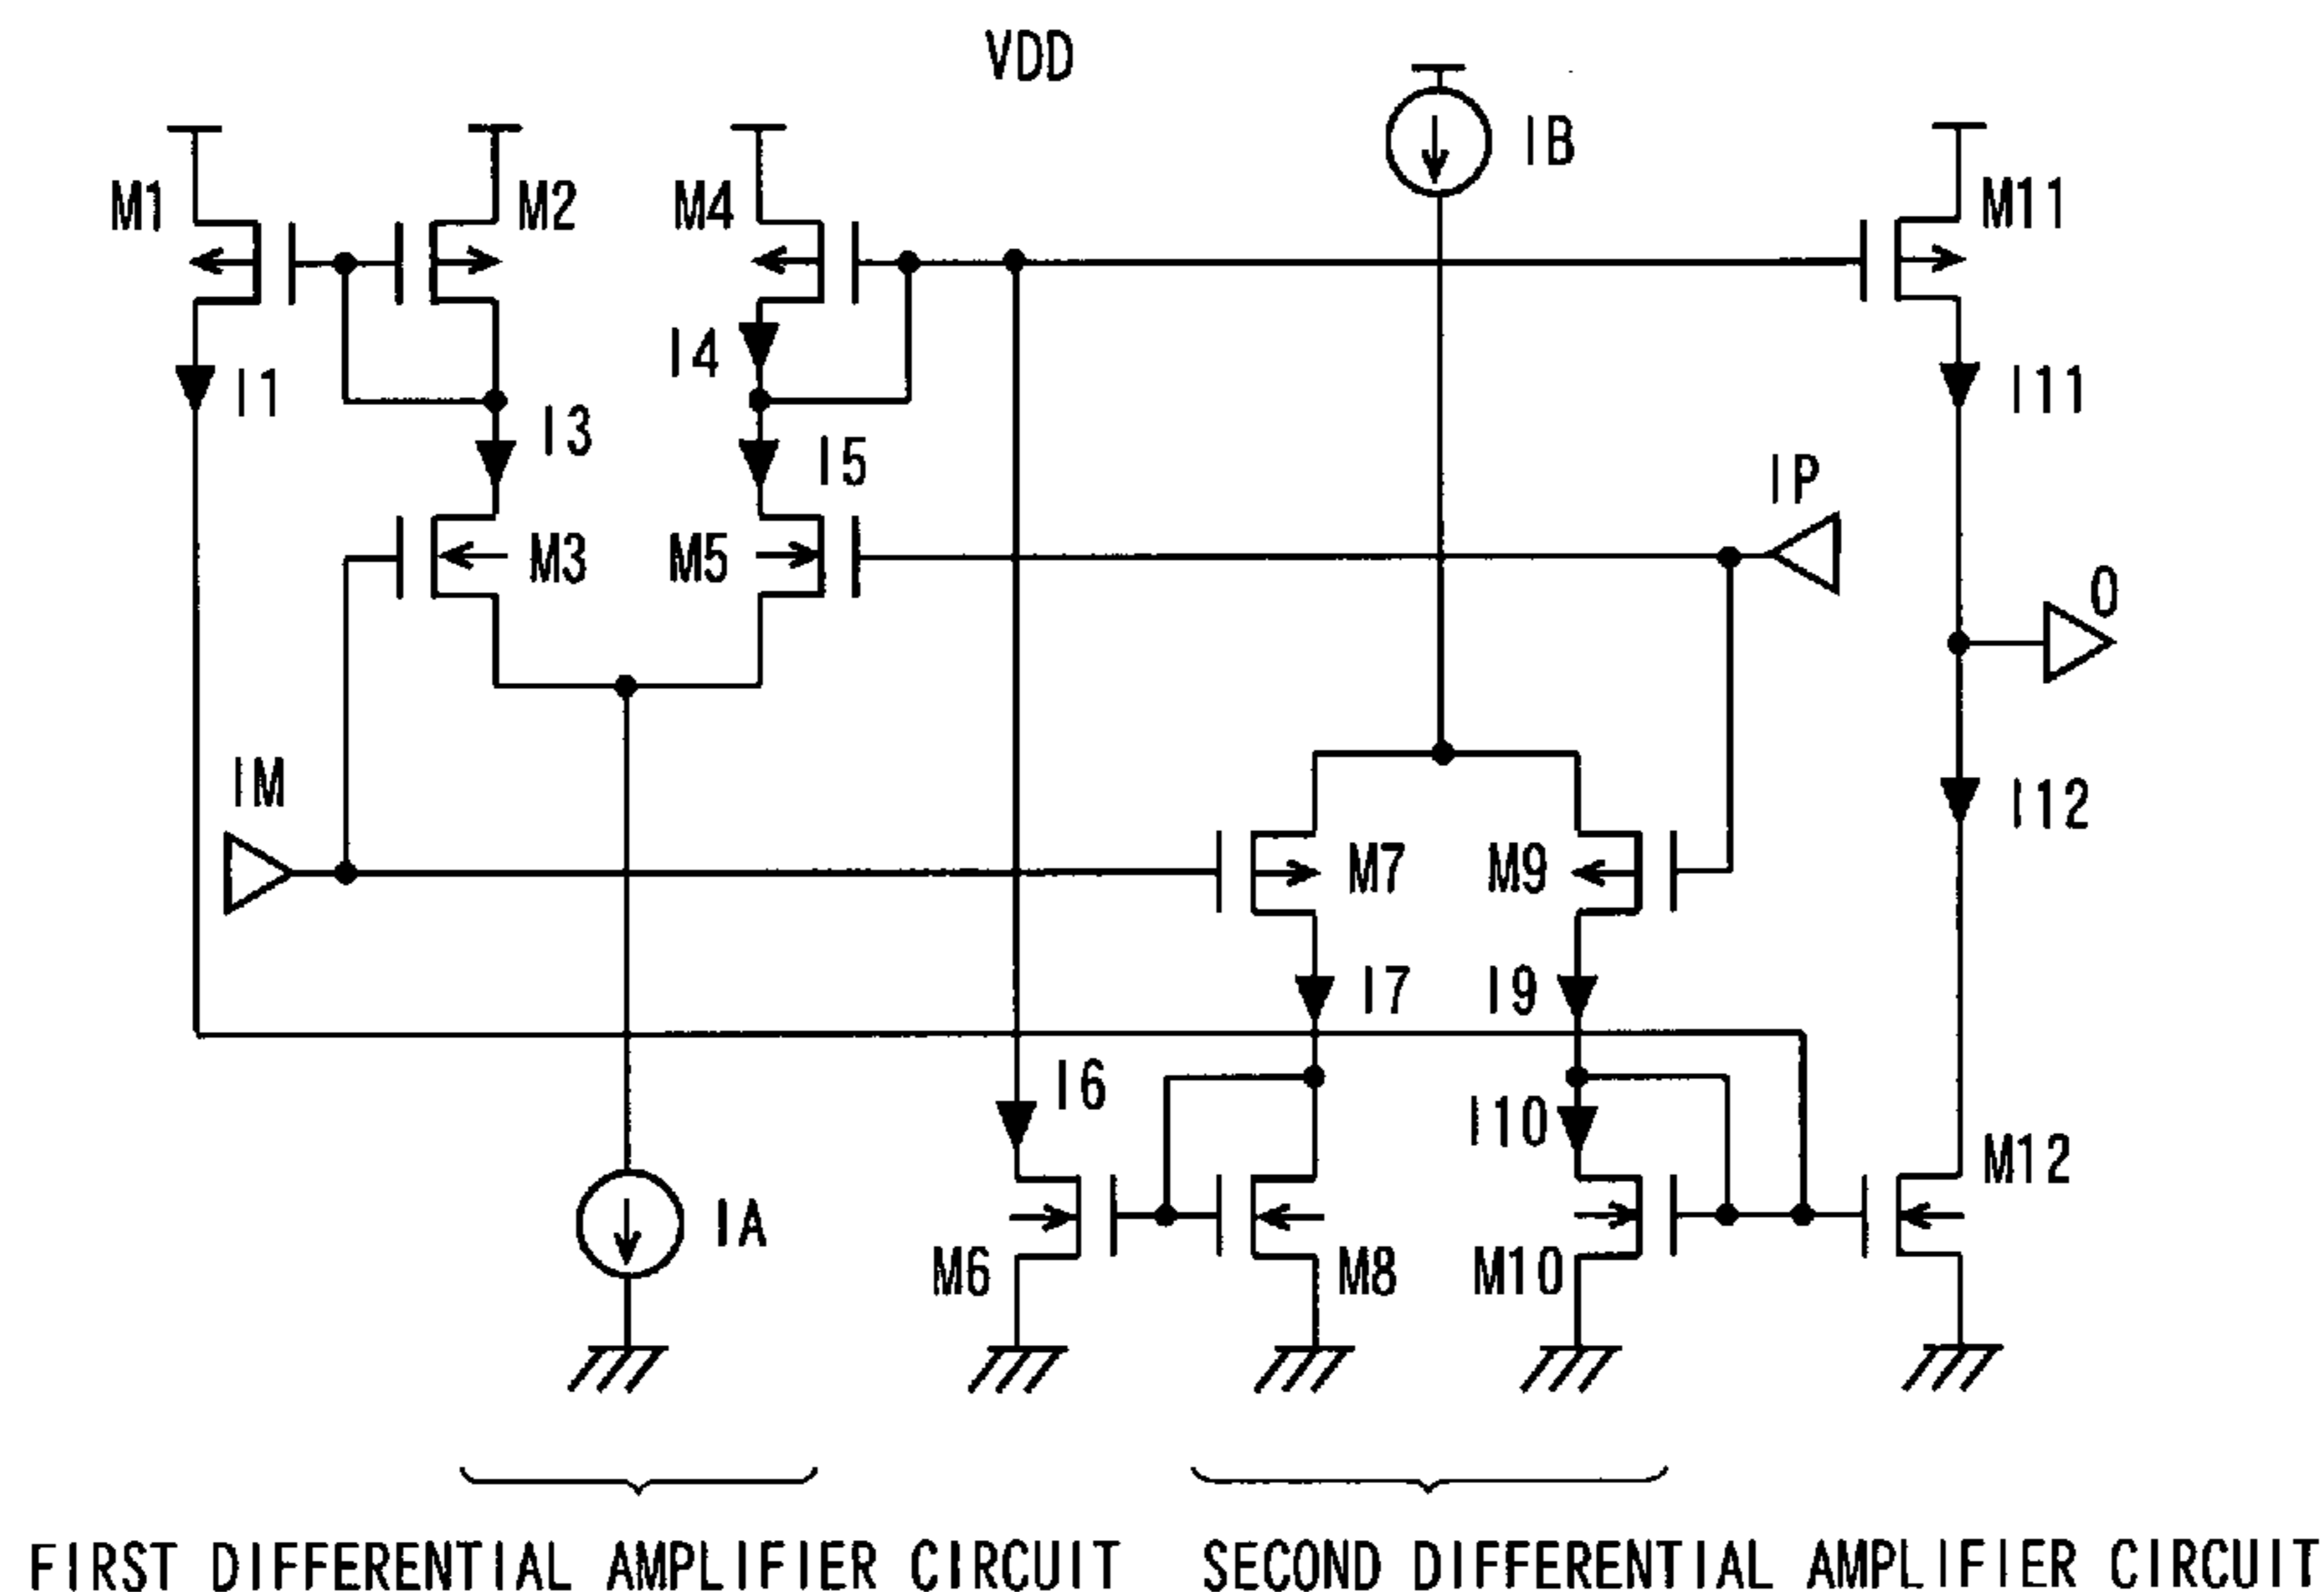 VDD
IB
M1
M2
M4
M11
I1
I4
I3
I5
I11
IP
M3
M5
O
IM
I12
M7
M9
I7
I9
I6
I10
M12
IA
M6
M8
M10
FIRST DIFFERENTIAL AMPLIFIER CIRCUIT
SECOND DIFFERENTIAL AMPLIFIER CIRCUIT